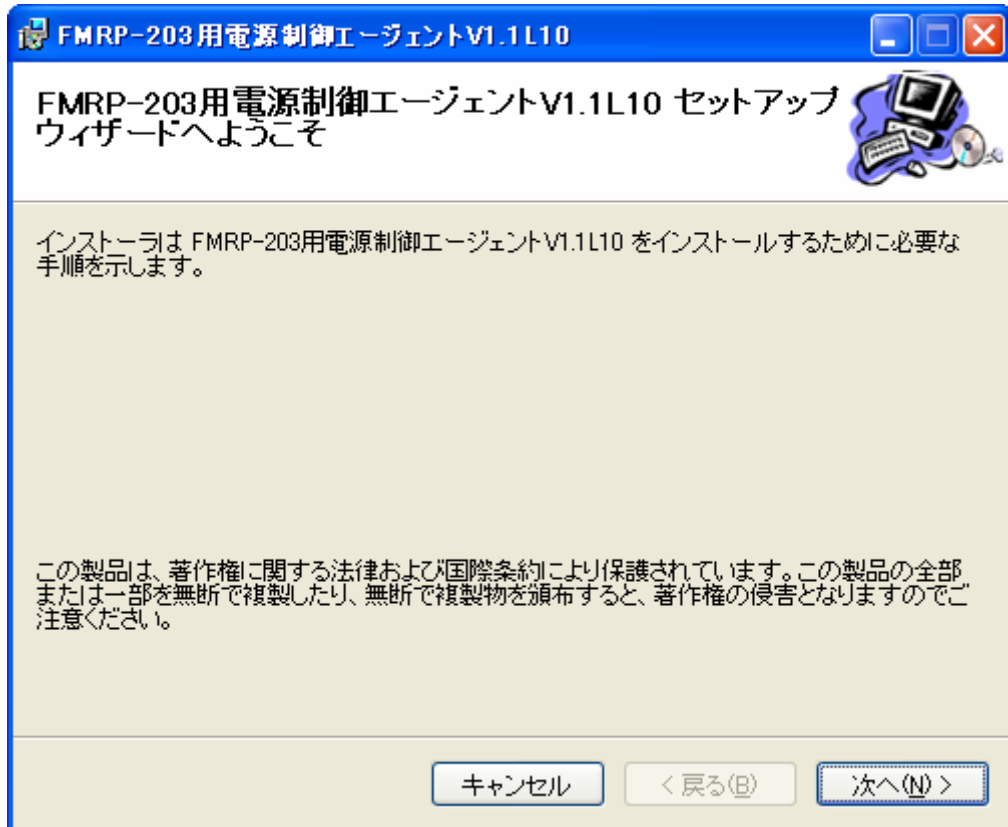 FMRP-203用電源制御エージェントV1.1L10
FMRP-203用電源制御エージェントV1.1L10 セットアップ
ウィザードへようこそ
インストーラは FMRP-203用電源制御エージェントV1.1L10 をインストールするために必要な
手順を示します。
この製品は、著作権に関する法律および国際条約により保護されています。この製品の全部
または一部を無断で複製したり、無断で複製物を頒布すると、著作権の侵害となりますのでご
注意ください。
キャンセル
< 戻る(B)
次へ(N) >